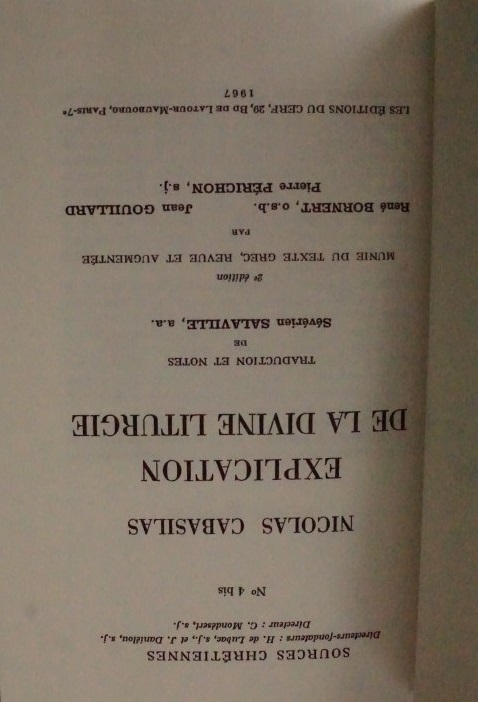 SOURCES CHRÉTIENNES
Directeurs-fondateurs : H. de Lubac, s.j., et J. Daniélou, s.j.
Directeur : C. Mondésert, s.j.
No 4 bis
NICOLAS CABASILAS
EXPLICATION
DE LA DIVINE LITURGIE
TRADUCTION ET NOTES
DE
Sévérien SALAVILLE, a.a.
2e édition
MUNIE DU TEXTE GREC, REVUE ET AUGMENTÉE
PAR
René BORNERT, o.s.b. Jean GOUILLARD
Pierre PÉRICHON, s.j.
LES ÉDITIONS DU CERF, 29, BD DE LATOUR-MAUBOURG, PARIS-7e
1967